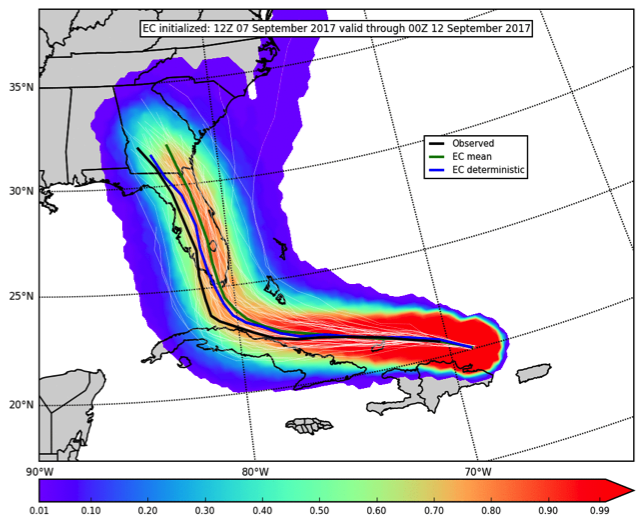 EC initialized: 12Z 07 September 2017 valid through 00Z 12 September 2017
35°N
Observed
EC mean
EC deterministic
30°N
25°N
20°N
90°W 80°W 70°W
0.01 0.10 0.20 0.30 0.40 0.50 0.60 0.70 0.80 0.90 0.99